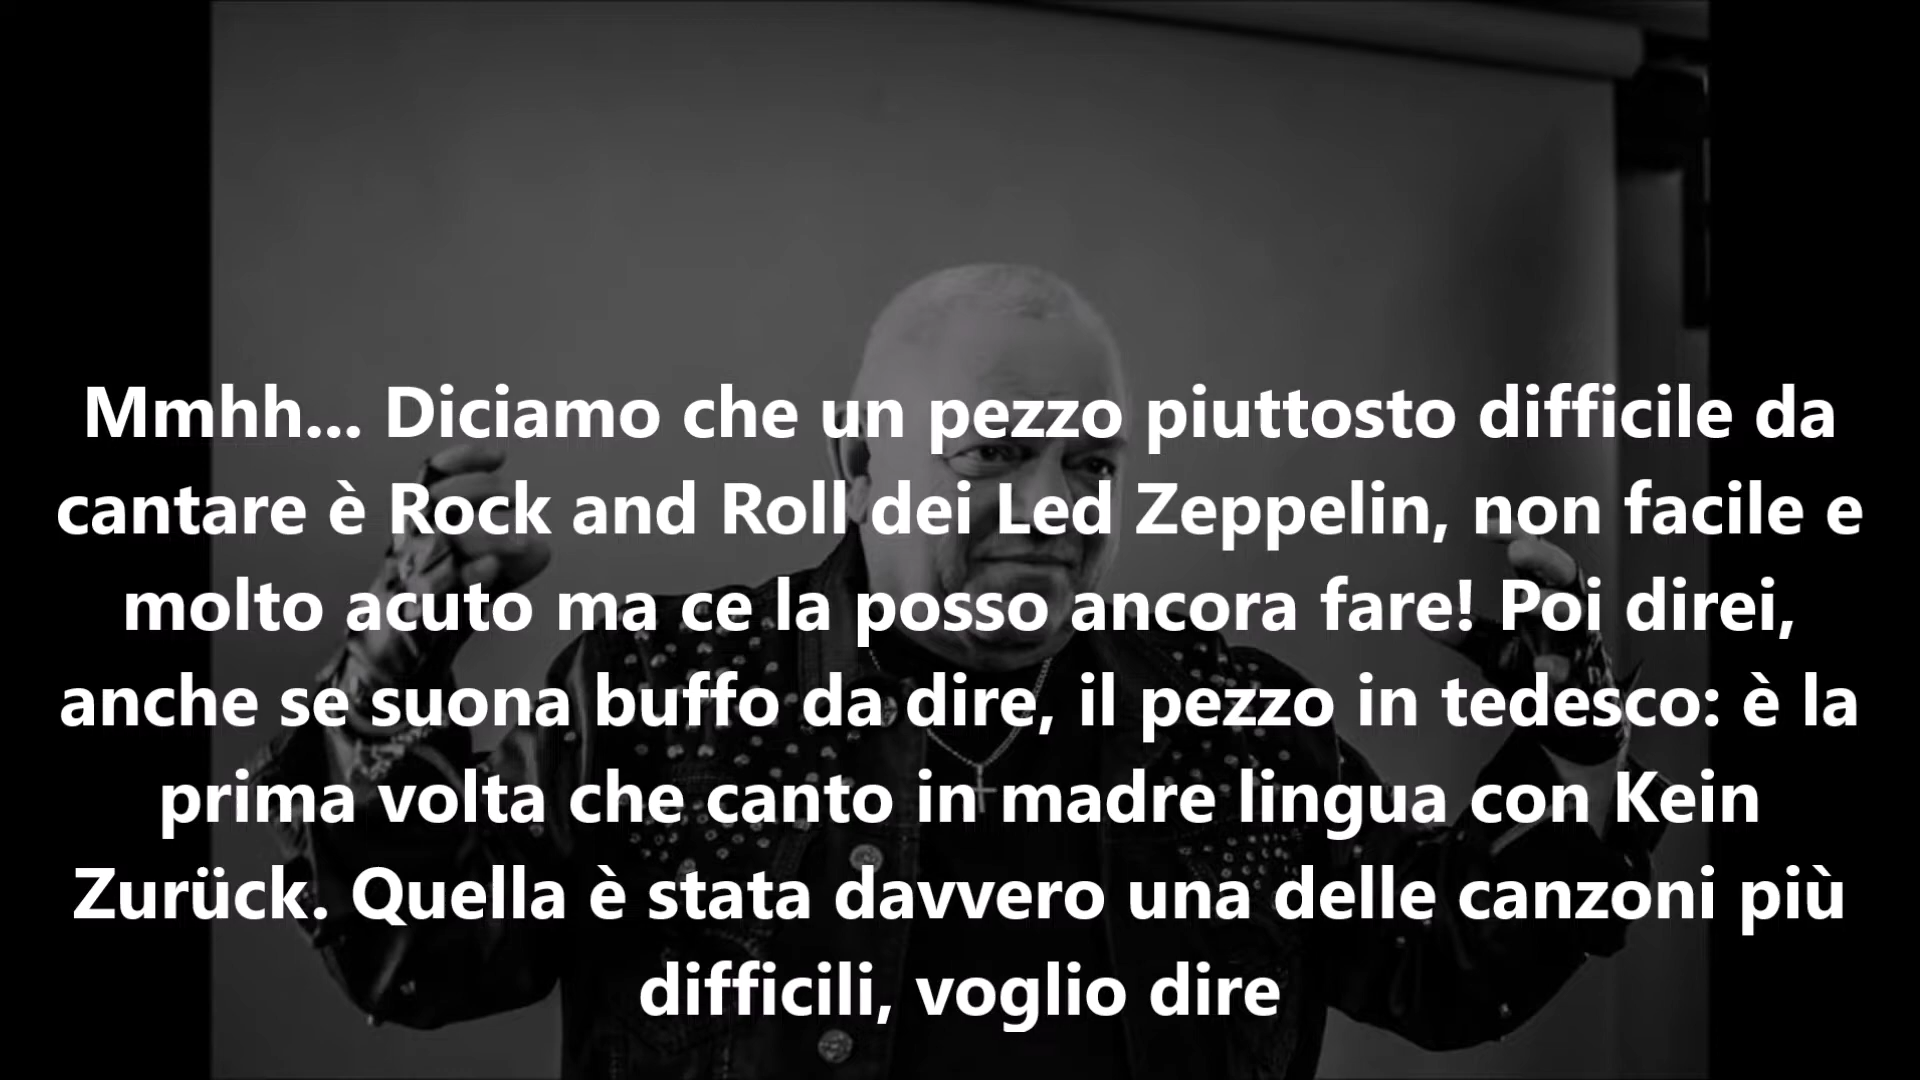 Mmhh... Diciamo che un pezzo piuttosto difficile da
cantare è Rock and Roll dei Led Zeppelin, non facile e
molto acuto ma ce la posso ancora fare! Poi direi,
anche se suona buffo da dire, il pezzo in tedesco: è la
prima volta che canto in madre lingua con Kein
Zurück. Quella è stata davvero una delle canzoni più
difficili, voglio dire